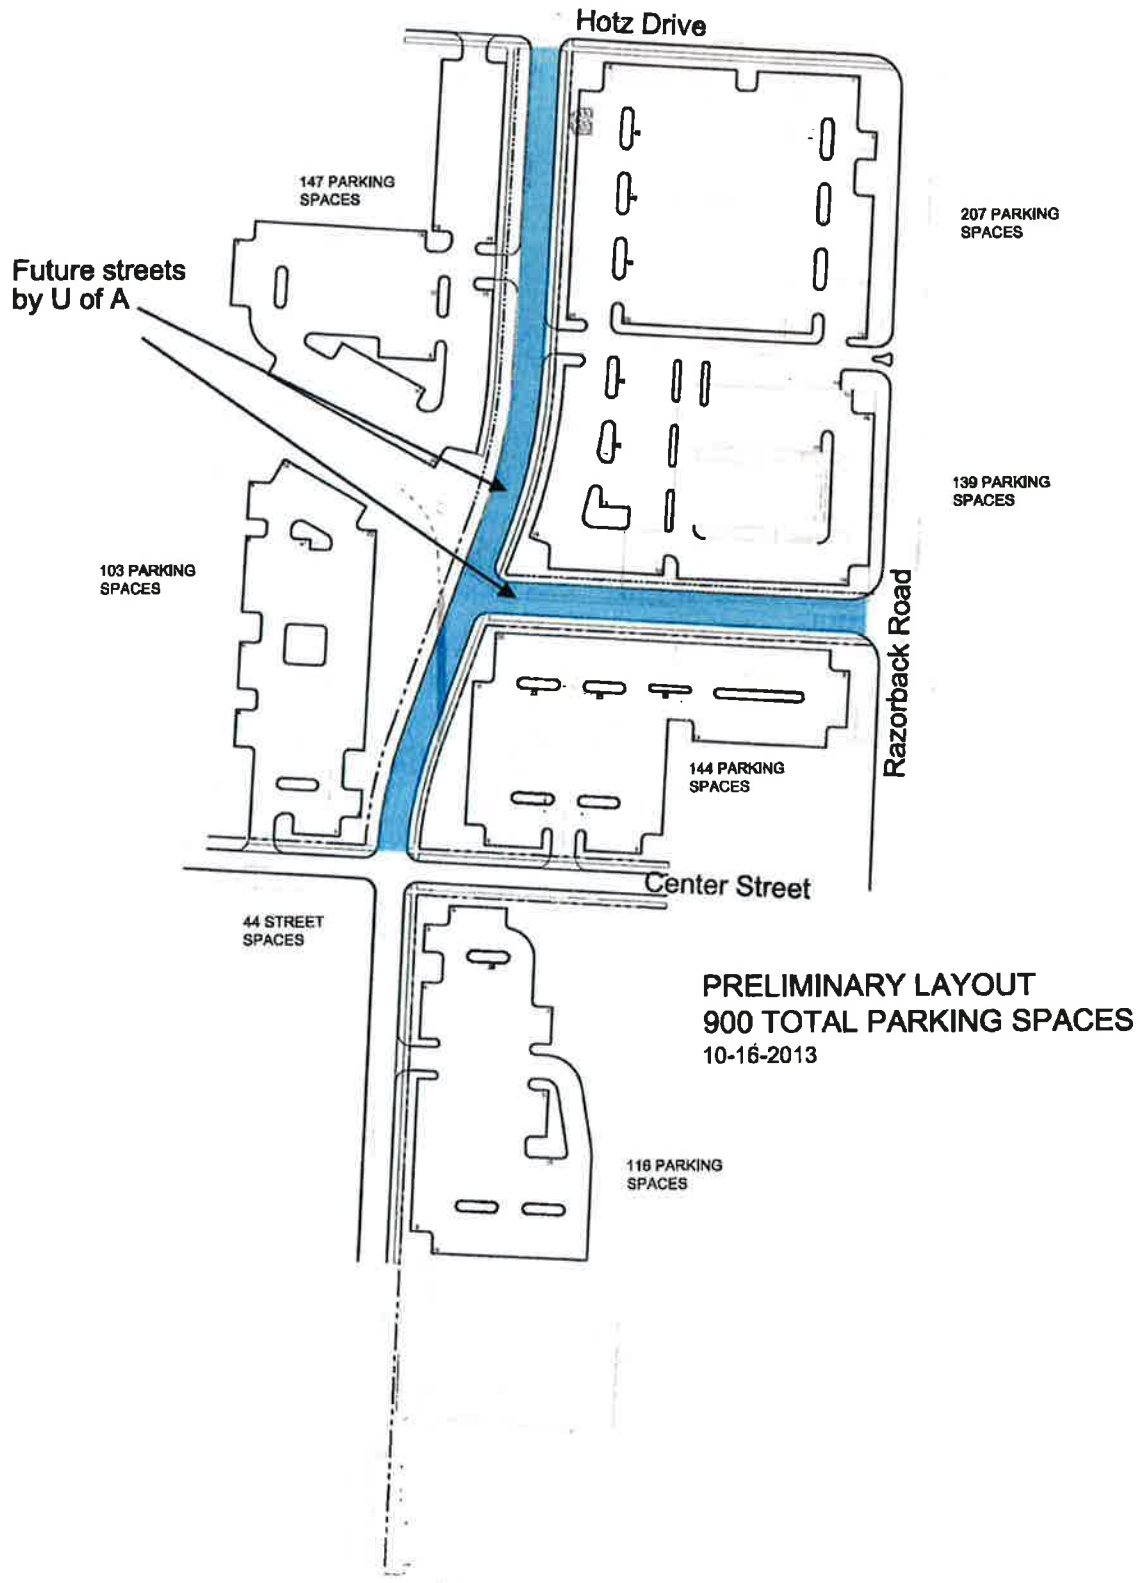 Hotz Drive
147 PARKING
SPACES
207 PARKING
SPACES
Future streets
by U of A
139 PARKING
SPACES
103 PARKING
SPACES
Razorback Road
144 PARKING
SPACES
Center Street
44 STREET
SPACES
PRELIMINARY LAYOUT
900 TOTAL PARKING SPACES
10-16-2013
116 PARKING
SPACES